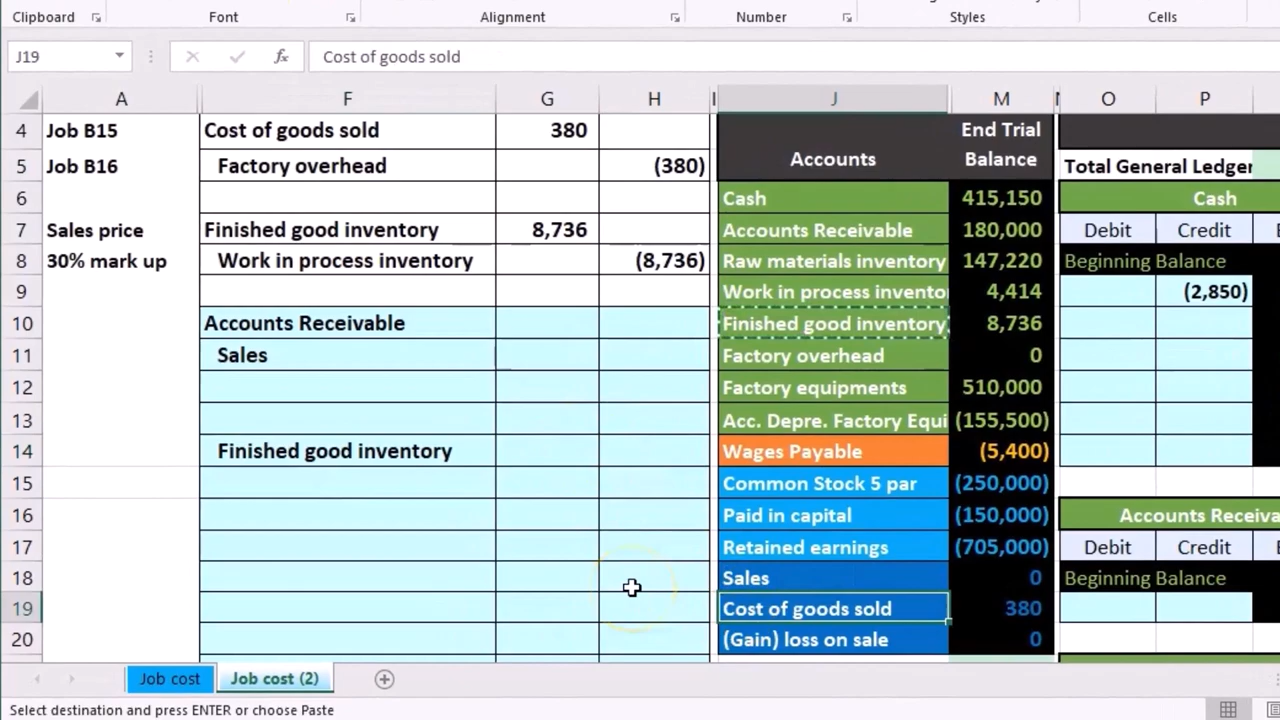 Clipboard Font Alignment Number Styles Cells
J19 fx Cost of goods sold
A F G H I J M N O P
4 Job B15 Cost of goods sold 380 End Trial
Accounts Balance
5 Job B16 Factory overhead (380) Total General Ledger
6 Cash 415,150 Cash
7 Sales price Finished good inventory 8,736 Accounts Receivable 180,000 Debit Credit
8 30% mark up Work in process inventory (8,736) Raw materials inventory 147,220 Beginning Balance
9 Work in process invento 4,414 (2,850)
10 Accounts Receivable Finished good inventory 8,736
11 Sales Factory overhead 0
12 Factory equipments 510,000
13 Acc. Depre. Factory Equi (155,500)
14 Finished good inventory Wages Payable (5,400)
15 Common Stock 5 par (250,000)
16 Paid in capital (150,000) Accounts Receiva
17 Retained earnings (705,000) Debit Credit
18 Sales 0 Beginning Balance
19 Cost of goods sold 380
20 (Gain) loss on sale 0
Job cost Job cost (2)
Select destination and press ENTER or choose Paste